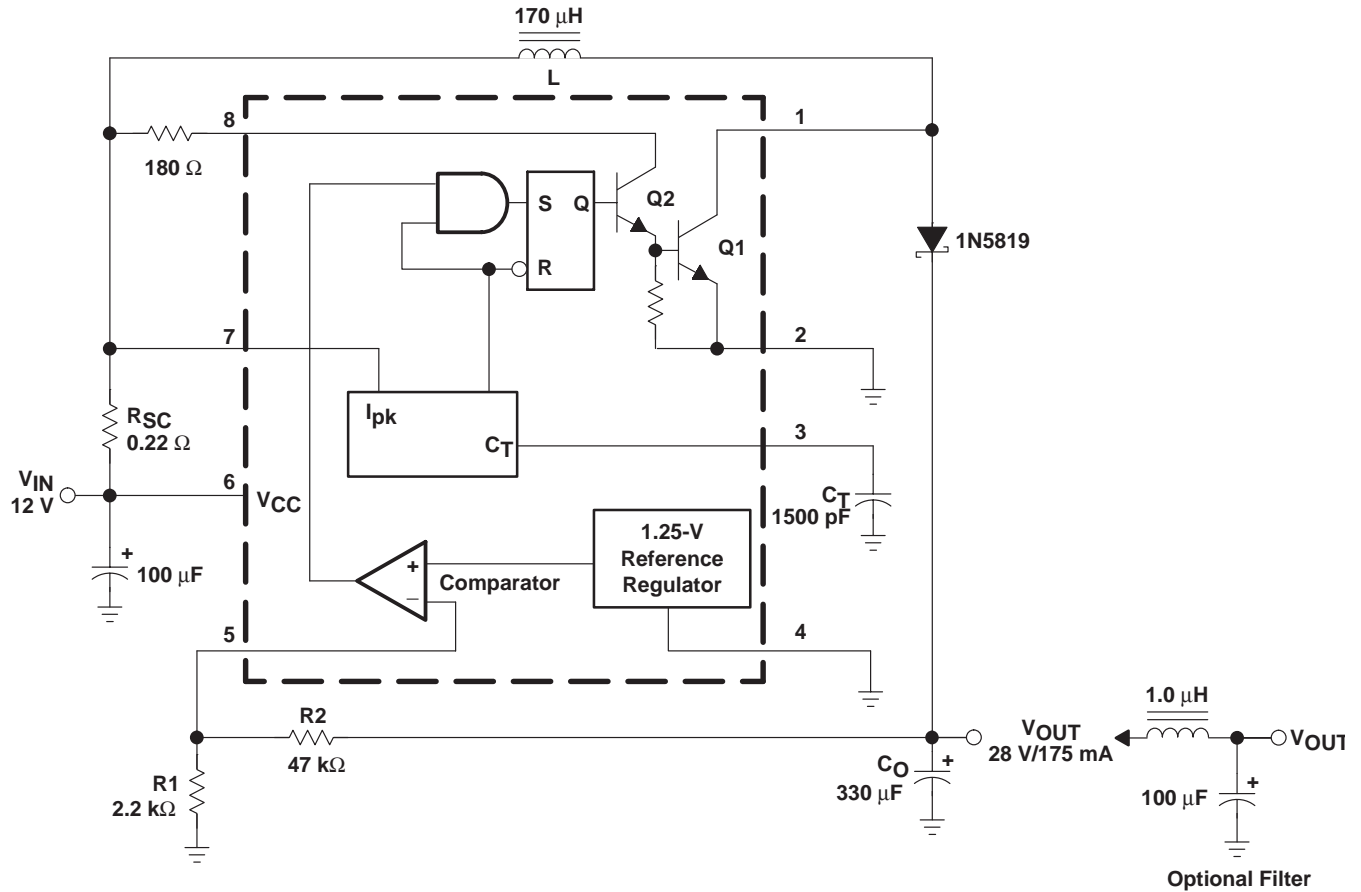 170 μH
L
8
1
180 Ω
S
Q
Q2
Q1
1N5819
R
7
2
Ipk
RSC
0.22 Ω
CT
3
VIN
12 V
6
VCC
CT
1500 pF
1.25-V
Reference
Regulator
100 μF
+
+
–
Comparator
5
4
R2
47 kΩ
R1
2.2 kΩ
VOUT
28 V/175 mA
CO
330 μF
+
1.0 μH
VOUT
100 μF
+
Optional Filter